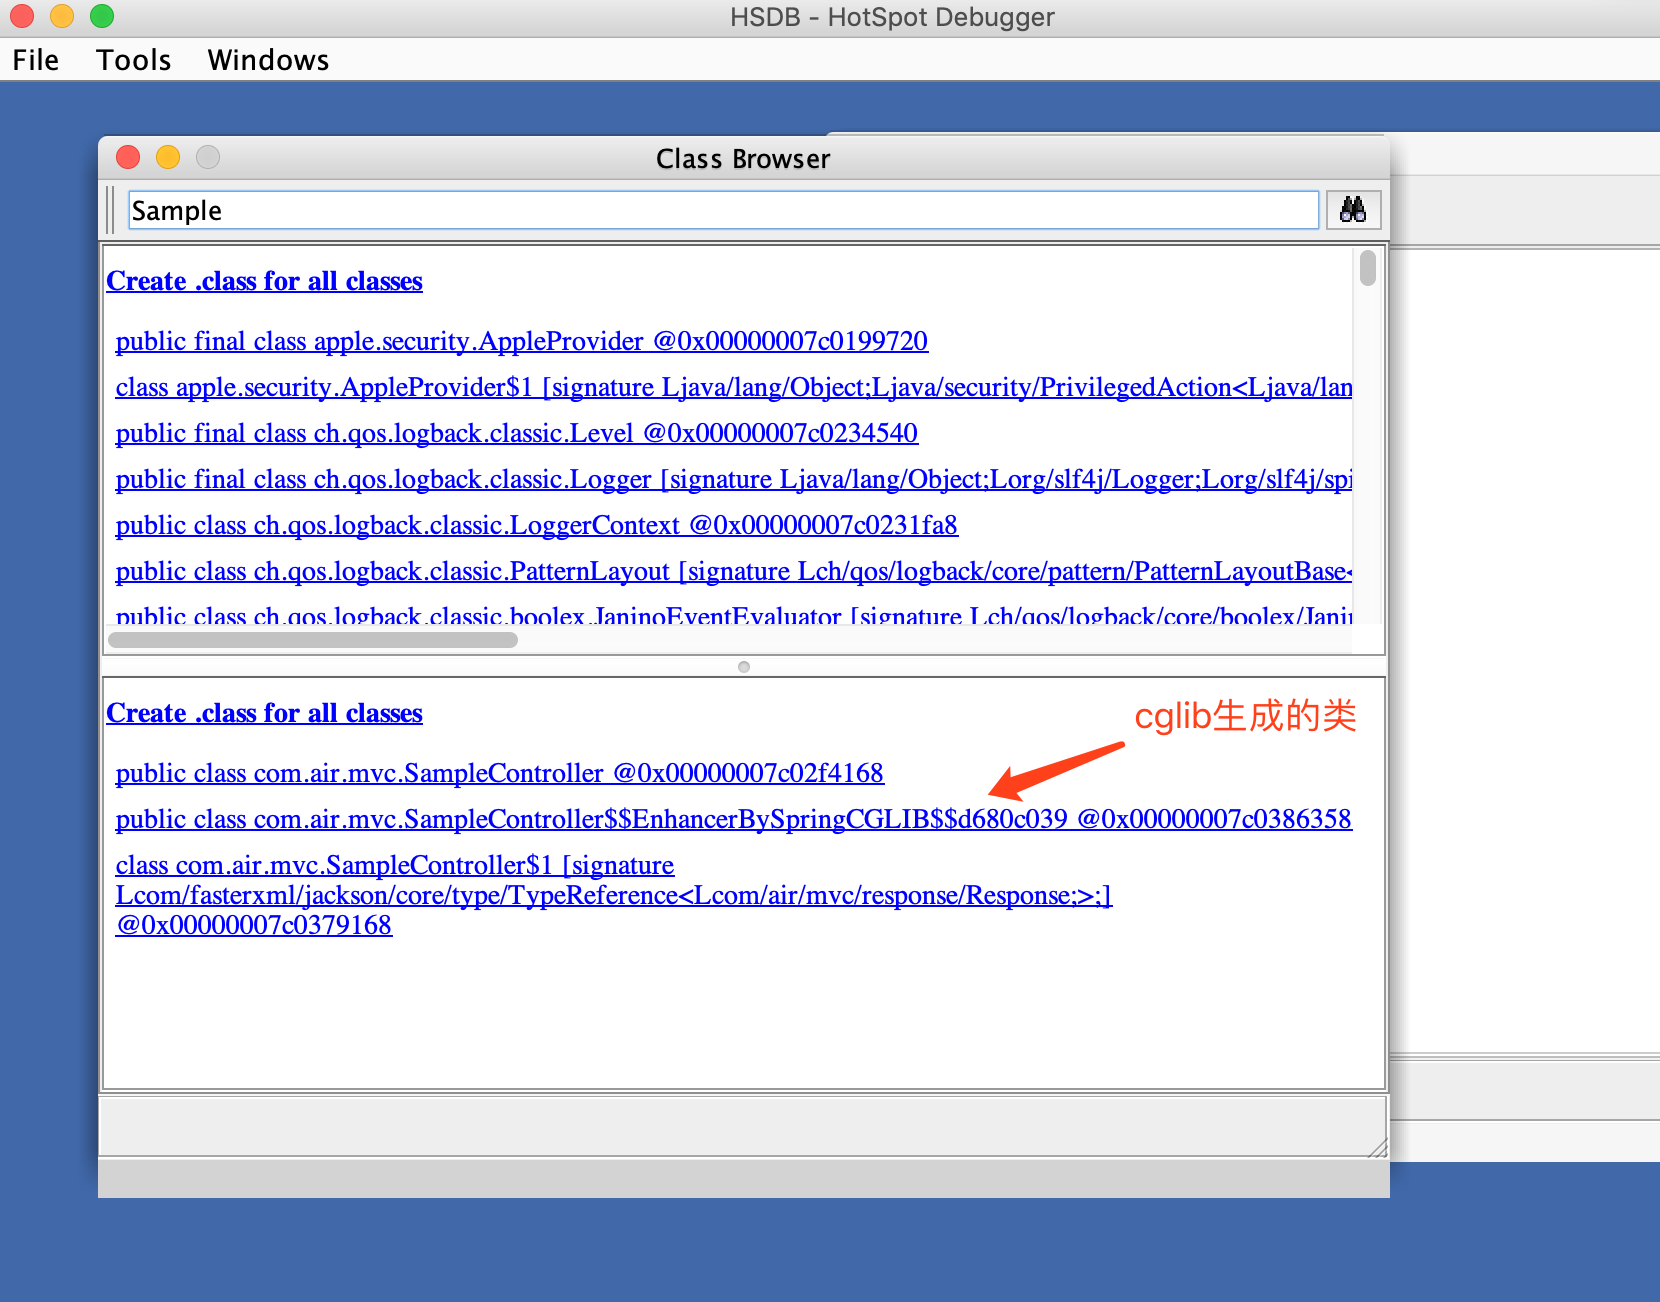 HSDB - HotSpot Debugger
File Tools Windows
Class Browser
Sample
Create .class for all classes
public final class apple.security.AppleProvider @0x00000007c0199720
class apple.security.AppleProvider$1 [signature Ljava/lang/Object;Ljava/security/PrivilegedAction<Ljava/lan
public final class ch.qos.logback.classic.Level @0x00000007c0234540
public final class ch.qos.logback.classic.Logger [signature Ljava/lang/Object;Lorg/slf4j/Logger;Lorg/slf4j/spi
public class ch.qos.logback.classic.LoggerContext @0x00000007c0231fa8
public class ch.qos.logback.classic.PatternLayout [signature Lch/qos/logback/core/pattern/PatternLayoutBase<
public class ch.qos.logback.classic.boolex.JaninoEventEvaluator [signature Lch/qos/logback/core/boolex/Janin
Create .class for all classes
cglib生成的类
public class com.air.mvc.SampleController @0x00000007c02f4168
public class com.air.mvc.SampleController$$EnhancerBySpringCGLIB$$d680c039 @0x00000007c0386358
class com.air.mvc.SampleController$1 [signature
Lcom/fasterxml/jackson/core/type/TypeReference<Lcom/air/mvc/response/Response;>;]
@0x00000007c0379168